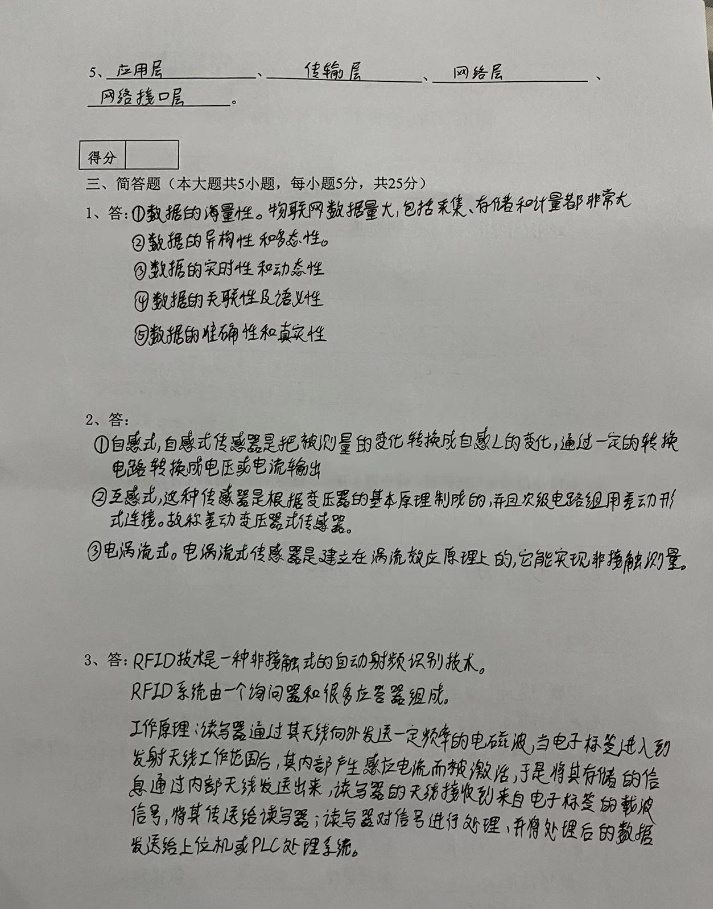 5、应用层、传输层、网络层、
网络接口层。
得分
三、简答题（本大题共5小题，每小题5分，共25分）
1、答：①数据的海量性。物联网数据量大，包括采集、存储和计量都非常大
②数据的异构性和多态性。
③数据的实时性和动态性
④数据的关联性及语义性
⑤数据的准确性和真实性
2、答：
①自感式，自感式传感器是把被测量的变化转换成自感L的变化，通过一定的转换
电路转换成电压或电流输出
②互感式，这种传感器是根据变压器的基本原理制成的，并且次级电路组用差动形
式连接。故称差动变压器式传感器。
③电涡流式。电涡流式传感器是建立在涡流效应原理上的，它能实现非接触测量。
3、答：RFID技术是一种非接触式的自动射频识别技术。
RFID系统由一个询问器和很多应答器组成。
工作原理：读写器通过其天线向外发送一定频率的电磁波，当电子标签进入到
发射天线工作范围后，其内部产生感应电流而被激活，于是将其存储的信
息通过内部天线发送出来，读写器的天线接收到来自电子标签的载波
信号，将其传送给读写器；读写器对信号进行处理，并将处理后的数据
发送给上位机或PLC处理系统。